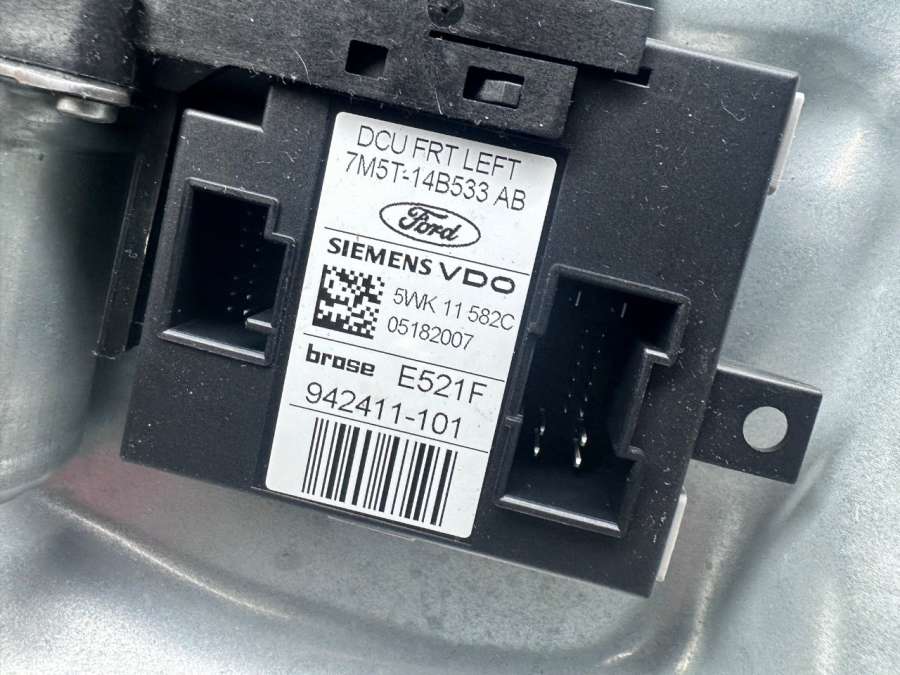 DCU FRT LEFT
7M5T-14B533 AB
Ford
SIEMENS VDO
5WK 11 582C
05182007
brose E521F
942411-101